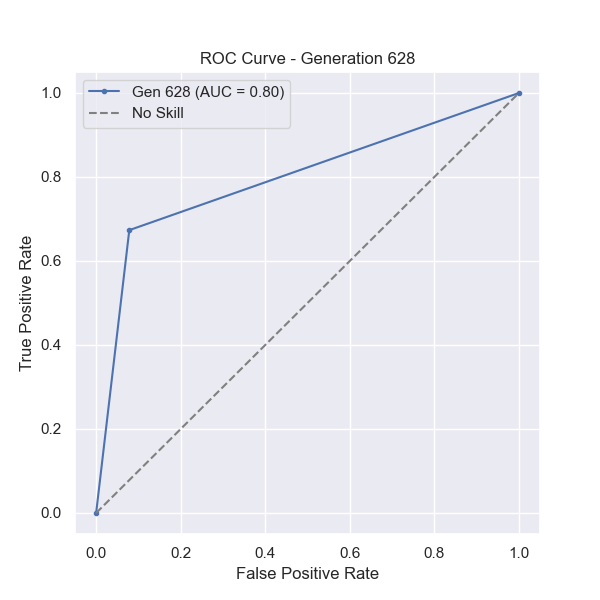 ROC Curve - Generation 628
Gen 628 (AUC = 0.80)
No Skill
1.0
0.8
0.6
0.4
0.2
0.0
True Positive Rate
0.0 0.2 0.4 0.6 0.8 1.0
False Positive Rate